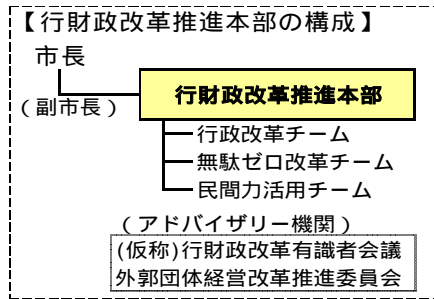 【行財政改革推進本部の構成】
市長
(副市長)
行財政改革推進本部
行政改革チーム
無駄ゼロ改革チーム
民間力活用チーム
(アドバイザリー機関)
(仮称)行財政改革有識者会議
外郭団体経営改革推進委員会